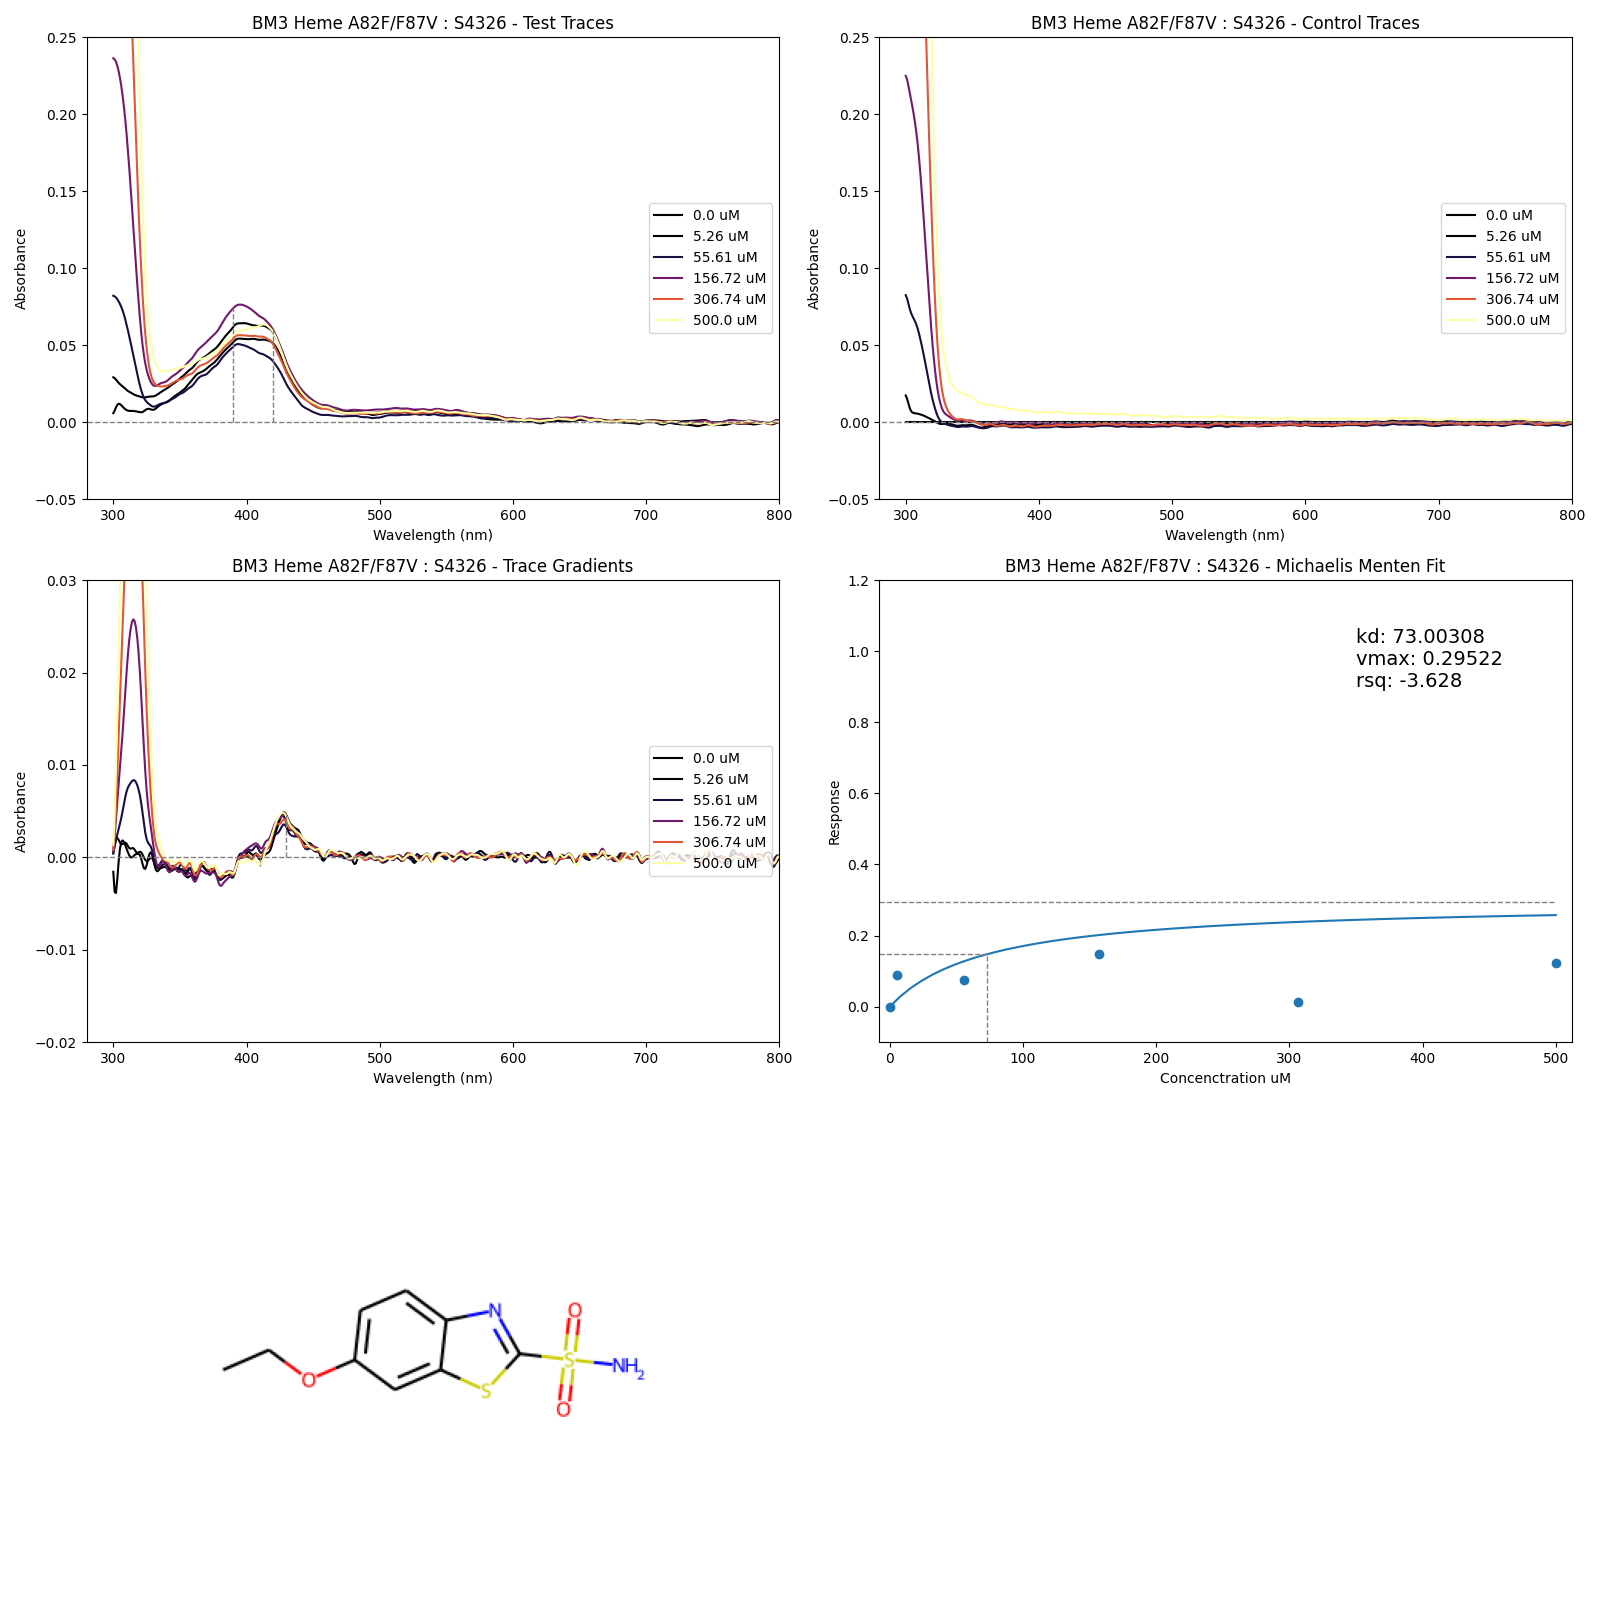 BM3 Heme A82F/F87V : S4326 - Test Traces
0.25
0.20
0.15
0.10
0.05
0.00
−0.05
Absorbance
300 400 500 600 700 800
Wavelength (nm)
0.0 uM
5.26 uM
55.61 uM
156.72 uM
306.74 uM
500.0 uM
BM3 Heme A82F/F87V : S4326 - Control Traces
0.25
0.20
0.15
0.10
0.05
0.00
−0.05
Absorbance
300 400 500 600 700 800
Wavelength (nm)
0.0 uM
5.26 uM
55.61 uM
156.72 uM
306.74 uM
500.0 uM
BM3 Heme A82F/F87V : S4326 - Trace Gradients
0.03
0.02
0.01
0.00
−0.01
−0.02
Absorbance
300 400 500 600 700 800
Wavelength (nm)
0.0 uM
5.26 uM
55.61 uM
156.72 uM
306.74 uM
500.0 uM
BM3 Heme A82F/F87V : S4326 - Michaelis Menten Fit
1.2
1.0
0.8
0.6
0.4
0.2
0.0
Response
0 100 200 300 400 500
Concenctration uM
kd: 73.00308
vmax: 0.29522
rsq: -3.628
N
O
S
NH2
O
S
O